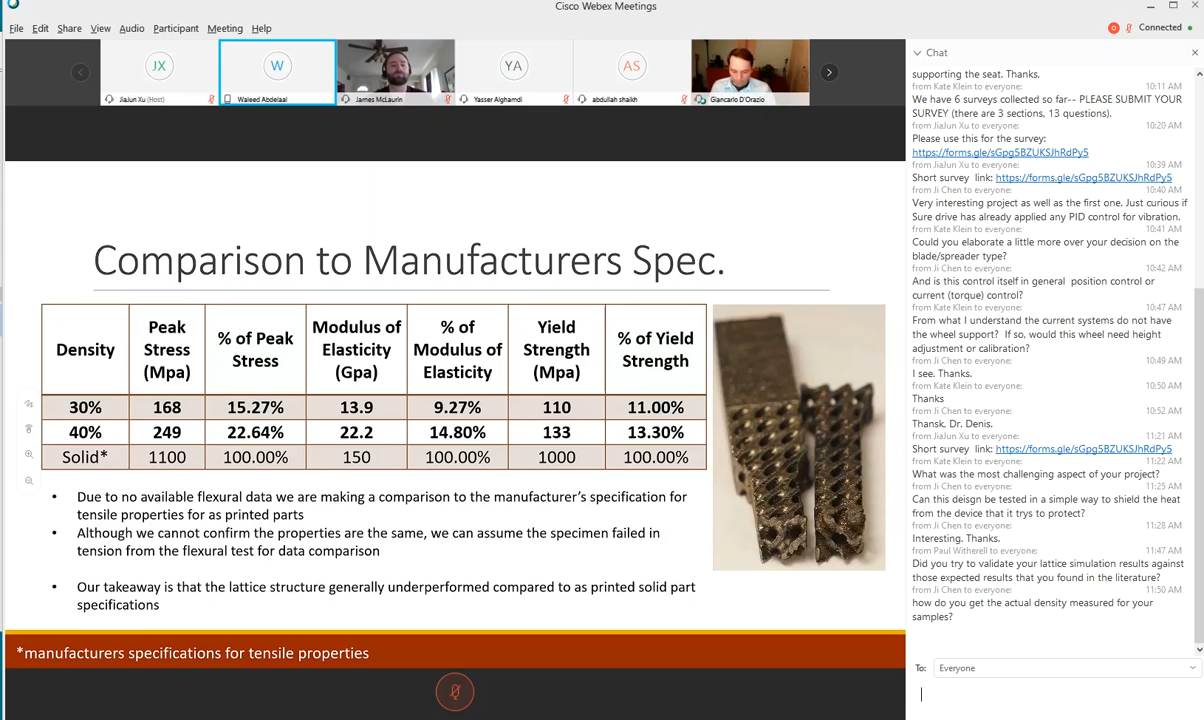 Cisco Webex Meetings
File Edit Share View Audio Participant Meeting Help
Connected
JX
W
YA
AS
JiaJun Xu (Host)
Waleed Abdelaal
James McLaurin
Yasser Alghamdi
abdullah shaikh
Giancarlo D'Orazio
Comparison to Manufacturers Spec.
Density Peak Stress (Mpa) % of Peak Stress Modulus of Elasticity (Gpa) % of Modulus of Elasticity Yield Strength (Mpa) % of Yield Strength
30% 168 15.27% 13.9 9.27% 110 11.00%
40% 249 22.64% 22.2 14.80% 133 13.30%
Solid* 1100 100.00% 150 100.00% 1000 100.00%
• Due to no available flexural data we are making a comparison to the manufacturer's specification for
tensile properties for as printed parts
• Although we cannot confirm the properties are the same, we can assume the specimen failed in
tension from the flexural test for data comparison
• Our takeaway is that the lattice structure generally underperformed compared to as printed solid part
specifications
*manufacturers specifications for tensile properties
Chat
supporting the seat. Thanks.
from Kate Klein to everyone: 10:11 AM
We have 6 surveys collected so far-- PLEASE SUBMIT YOUR
SURVEY (there are 3 sections, 13 questions).
from JiaJun Xu to everyone: 10:20 AM
Please use this for the survey:
https://forms.gle/sGpg5BZUKSJhRdPy5
from JiaJun Xu to everyone: 10:39 AM
Short survey link: https://forms.gle/sGpg5BZUKSJhRdPy5
from Ji Chen to everyone: 10:40 AM
Very interesting project as well as the first one. Just curious if
Sure drive has already applied any PID control for vibration.
from Kate Klein to everyone: 10:41 AM
Could you elaborate a little more over your decision on the
blade/spreader type?
from Ji Chen to everyone: 10:42 AM
And is this control itself in general position control or
current (torque) control?
from Kate Klein to everyone: 10:47 AM
From what I understand the current systems do not have
the wheel support? If so, would this wheel need height
adjustment or calibration?
from Ji Chen to everyone: 10:49 AM
I see. Thanks.
from Kate Klein to everyone: 10:50 AM
Thanks
from Ji Chen to everyone: 10:52 AM
Thansk, Dr. Denis.
from JiaJun Xu to everyone: 11:21 AM
Short survey link: https://forms.gle/sGpg5BZUKSJhRdPy5
from Kate Klein to everyone: 11:22 AM
What was the most challenging aspect of your project?
from Ji Chen to everyone: 11:25 AM
Can this deisgn be tested in a simple way to shield the heat
from the device that it trys to protect?
from Ji Chen to everyone: 11:28 AM
Interesting. Thanks.
from Paul Witherell to everyone: 11:47 AM
Did you try to validate your lattice simulation results against
those expected results that you found in the literature?
from Ji Chen to everyone: 11:50 AM
how do you get the actual density measured for your
samples?
To: Everyone